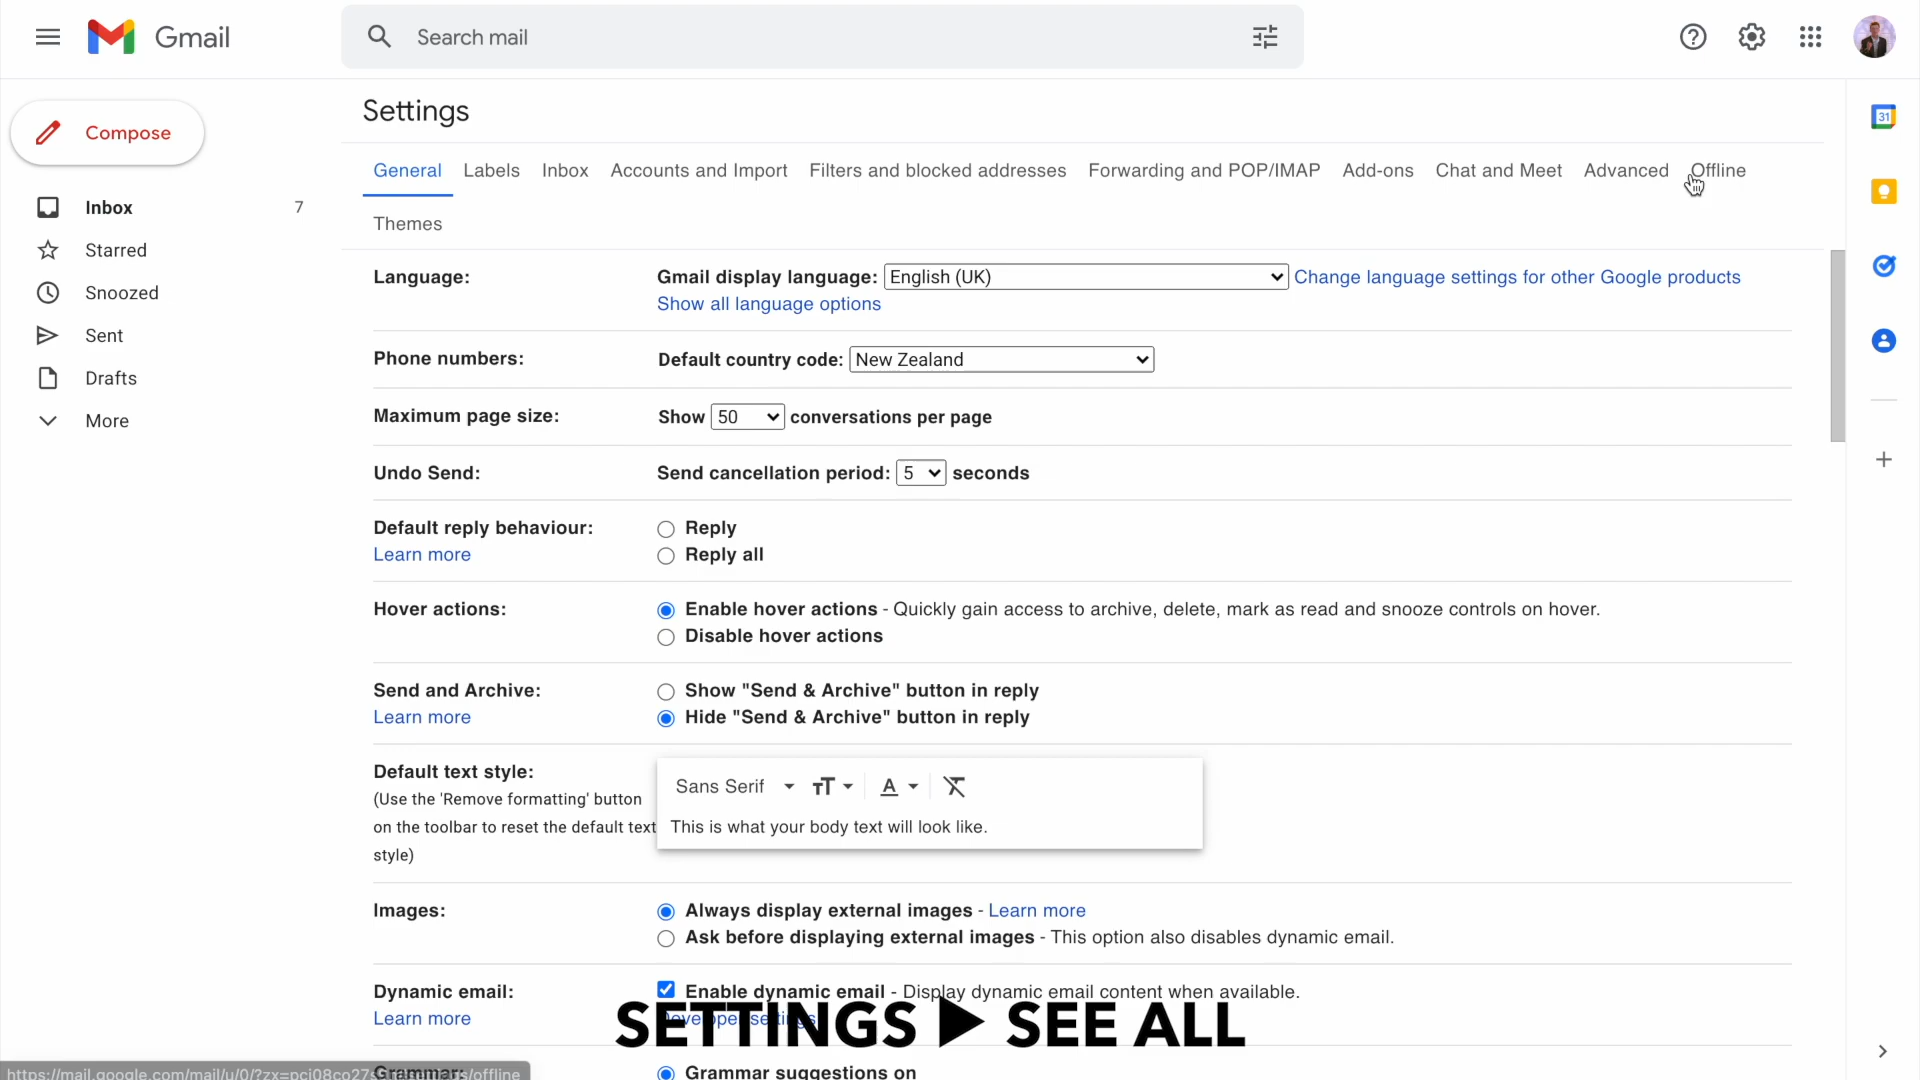 Gmail
Search mail
Compose
Inbox 7
Starred
Snoozed
Sent
Drafts
More
Settings
General Labels Inbox Accounts and Import Filters and blocked addresses Forwarding and POP/IMAP Add-ons Chat and Meet Advanced Offline
Themes
Language: Gmail display language: English (UK) Change language settings for other Google products
Show all language options
Phone numbers: Default country code: New Zealand
Maximum page size: Show 50 conversations per page
Undo Send: Send cancellation period: 5 seconds
Default reply behaviour: Reply
Learn more Reply all
Hover actions: Enable hover actions - Quickly gain access to archive, delete, mark as read and snooze controls on hover.
Disable hover actions
Send and Archive: Show "Send & Archive" button in reply
Learn more Hide "Send & Archive" button in reply
Default text style:
(Use the 'Remove formatting' button
on the toolbar to reset the default text
style)
Sans Serif
This is what your body text will look like.
Images: Always display external images - Learn more
Ask before displaying external images - This option also disables dynamic email.
Dynamic email: Enable dynamic email - Display dynamic email content when available.
Learn more Developer settings
SETTINGS ▶ SEE ALL
Grammar: Grammar suggestions on
31